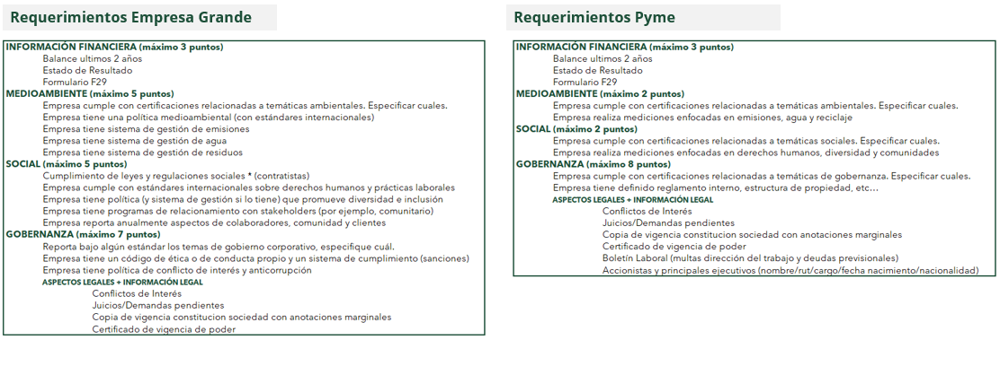 Requerimientos Empresa Grande
INFORMACIÓN FINANCIERA (máximo 3 puntos)
Balance ultimos 2 años
Estado de Resultado
Formulario F29
MEDIOAMBIENTE (máximo 5 puntos)
Empresa cumple con certificaciones relacionadas a temáticas ambientales. Especificar cuales.
Empresa tiene una política medioambiental (con estándares internacionales)
Empresa tiene sistema de gestión de emisiones
Empresa tiene sistema de gestión de agua
Empresa tiene sistema de gestión de residuos
SOCIAL (máximo 5 puntos)
Cumplimiento de leyes y regulaciones sociales * (contratistas)
Empresa cumple con estándares internacionales sobre derechos humanos y prácticas laborales
Empresa tiene política (y sistema de gestión si lo tiene) que promueve diversidad e inclusión
Empresa tiene programas de relacionamiento con stakeholders (por ejemplo, comunitario)
Empresa reporta anualmente aspectos de colaboradores, comunidad y clientes
GOBERNANZA (máximo 7 puntos)
Reporta bajo algún estándar los temas de gobierno corporativo, especifique cuál.
Empresa tiene un código de ética o de conducta propio y un sistema de cumplimiento (sanciones)
Empresa tiene política de conflicto de interés y anticorrupción
ASPECTOS LEGALES + INFORMACIÓN LEGAL
Conflictos de Interés
Juicios/Demandas pendientes
Copia de vigencia constitucion sociedad con anotaciones marginales
Certificado de vigencia de poder
Requerimientos Pyme
INFORMACIÓN FINANCIERA (máximo 3 puntos)
Balance ultimos 2 años
Estado de Resultado
Formulario F29
MEDIOAMBIENTE (máximo 2 puntos)
Empresa cumple con certificaciones relacionadas a temáticas ambientales. Especificar cuales.
Empresa realiza mediciones enfocadas en emisiones, agua y reciclaje
SOCIAL (máximo 2 puntos)
Empresa cumple con certificaciones relacionadas a temáticas sociales. Especificar cuales.
Empresa realiza mediciones enfocadas en derechos humanos, diversidad y comunidades
GOBERNANZA (máximo 8 puntos)
Empresa cumple con certificaciones relacionadas a temáticas de gobernanza. Especificar cuales.
Empresa tiene definido reglamento interno, estructura de propiedad, etc...
ASPECTOS LEGALES + INFORMACIÓN LEGAL
Conflictos de Interés
Juicios/Demandas pendientes
Copia de vigencia constitucion sociedad con anotaciones marginales
Certificado de vigencia de poder
Boletín Laboral (multas dirección del trabajo y deudas previsionales)
Accionistas y principales ejecutivos (nombre/rut/cargo/fecha nacimiento/nacionalidad)